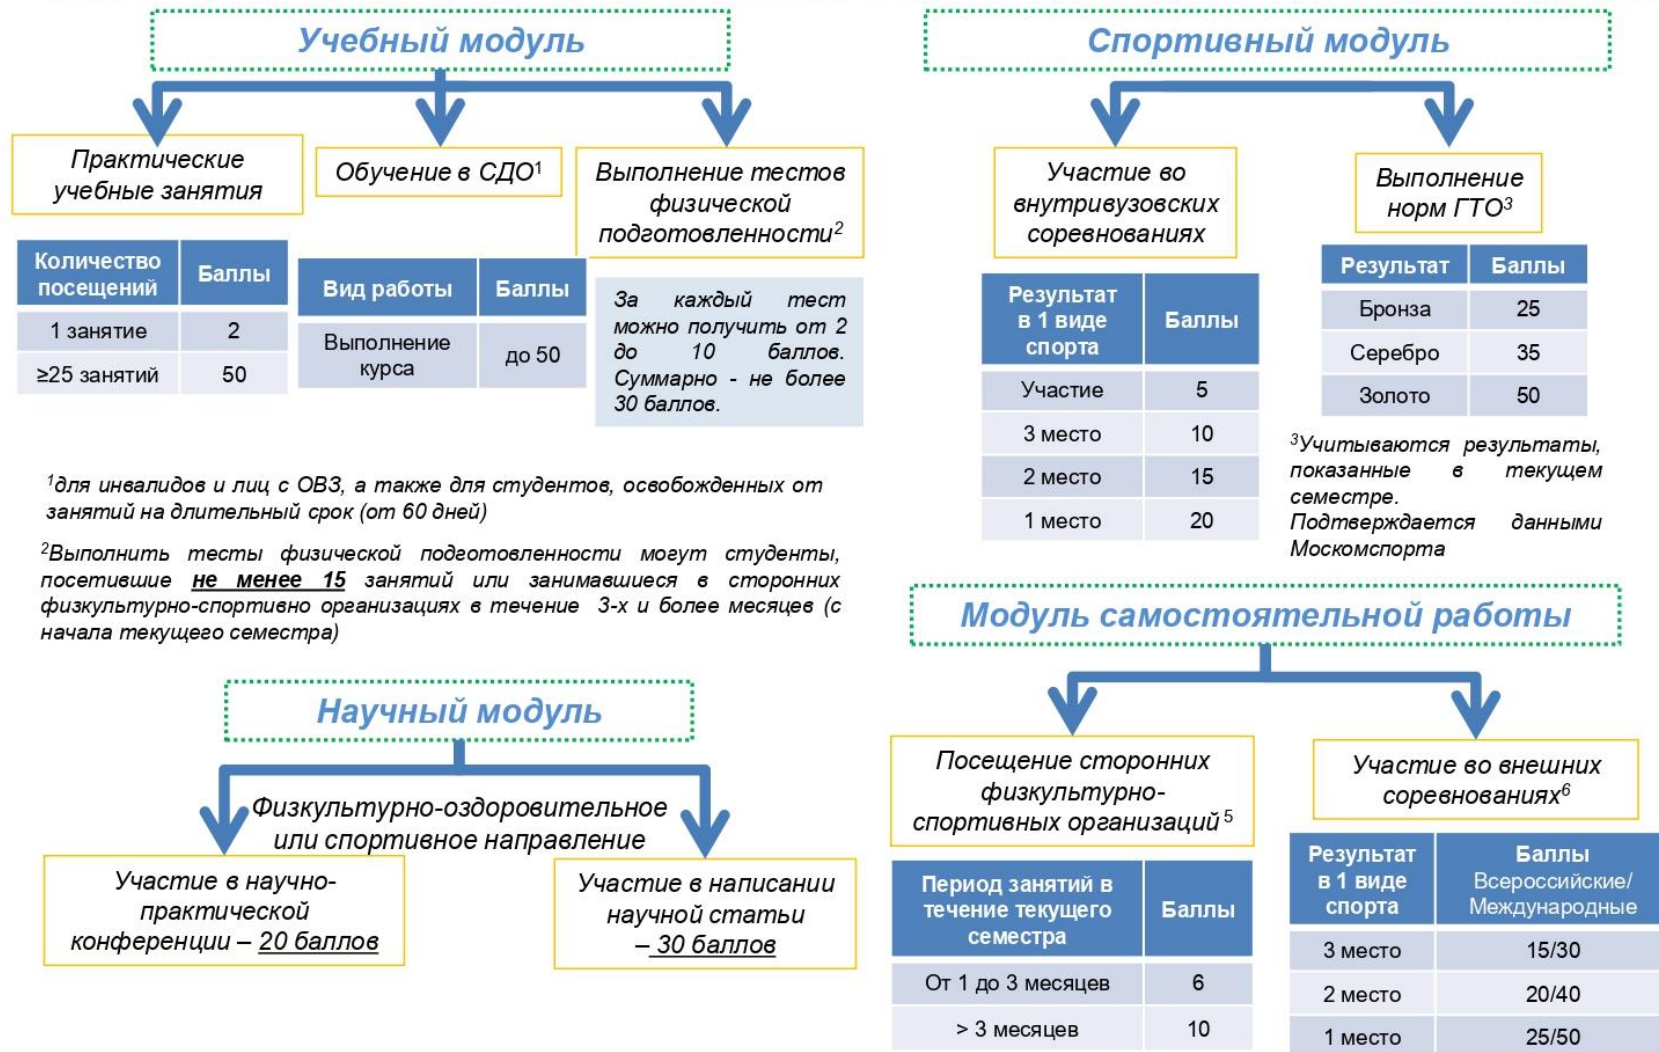 Учебный модуль
Практические
учебные занятия
Обучение в СДО¹
Выполнение тестов
физической
подготовленности²
Количество
посещений
Баллы
1 занятие
2
≥25 занятий
50
Вид работы
Баллы
Выполнение
курса
до 50
За каждый тест
можно получить от 2
до 10 баллов.
Суммарно - не более
30 баллов.
¹для инвалидов и лиц с ОВЗ, а также для студентов, освобожденных от
занятий на длительный срок (от 60 дней)
²Выполнить тесты физической подготовленности могут студенты,
посетившие не менее 15 занятий или занимавшиеся в сторонних
физкультурно-спортивно организациях в течение 3-х и более месяцев (с
начала текущего семестра)
Спортивный модуль
Участие во
внутривузовских
соревнованиях
Выполнение
норм ГТО³
Результат
в 1 виде
спорта
Баллы
Участие
5
3 место
10
2 место
15
1 место
20
Результат
Баллы
Бронза
25
Серебро
35
Золото
50
³Учитываются результаты,
показанные в текущем
семестре.
Подтверждается данными
Москомспорта
Научный модуль
Физкультурно-оздоровительное
или спортивное направление
Участие в научно-
практической
конференции – 20 баллов
Участие в написании
научной статьи
– 30 баллов
Модуль самостоятельной работы
Посещение сторонних
физкультурно-
спортивных организаций ⁵
Участие во внешних
соревнованиях⁶
Период занятий в
течение текущего
семестра
Баллы
От 1 до 3 месяцев
6
> 3 месяцев
10
Результат
в 1 виде
спорта
Баллы
Всероссийские/
Международные
3 место
15/30
2 место
20/40
1 место
25/50